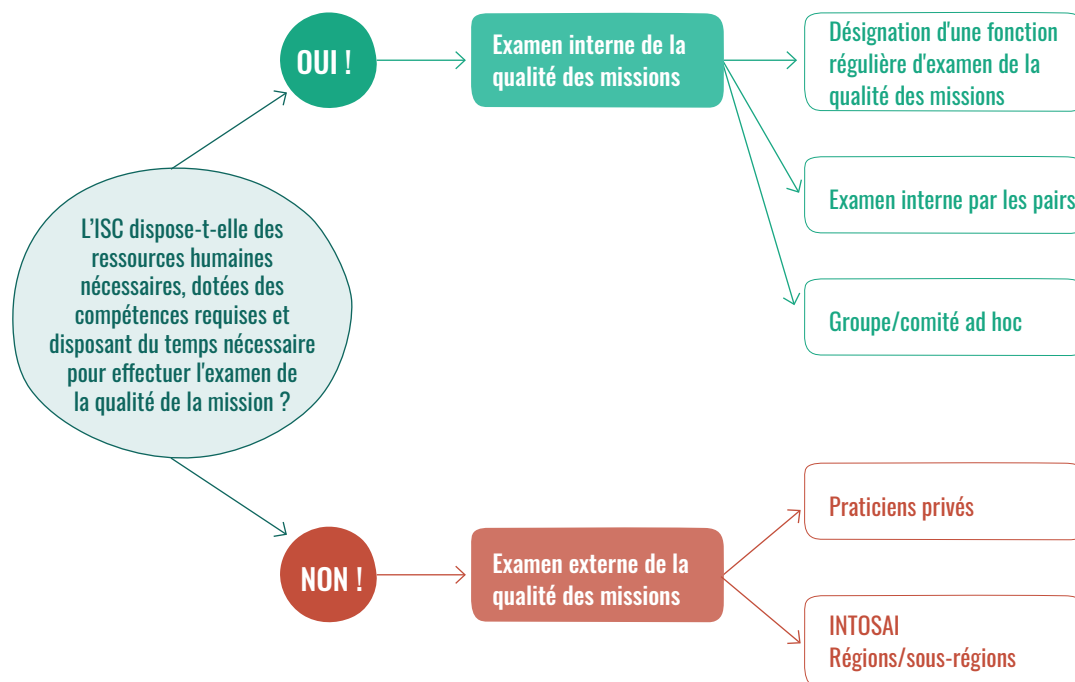 L'ISC dispose-t-elle des
ressources humaines
nécessaires, dotées des
compétences requises et
disposant du temps nécessaire
pour effectuer l'examen de
la qualité de la mission ?
OUI !
Examen interne de la
qualité des missions
Désignation d'une fonction
régulière d'examen de la
qualité des missions
Examen interne par les pairs
Groupe/comité ad hoc
NON !
Examen externe de la
qualité des missions
Praticiens privés
INTOSAI
Régions/sous-régions